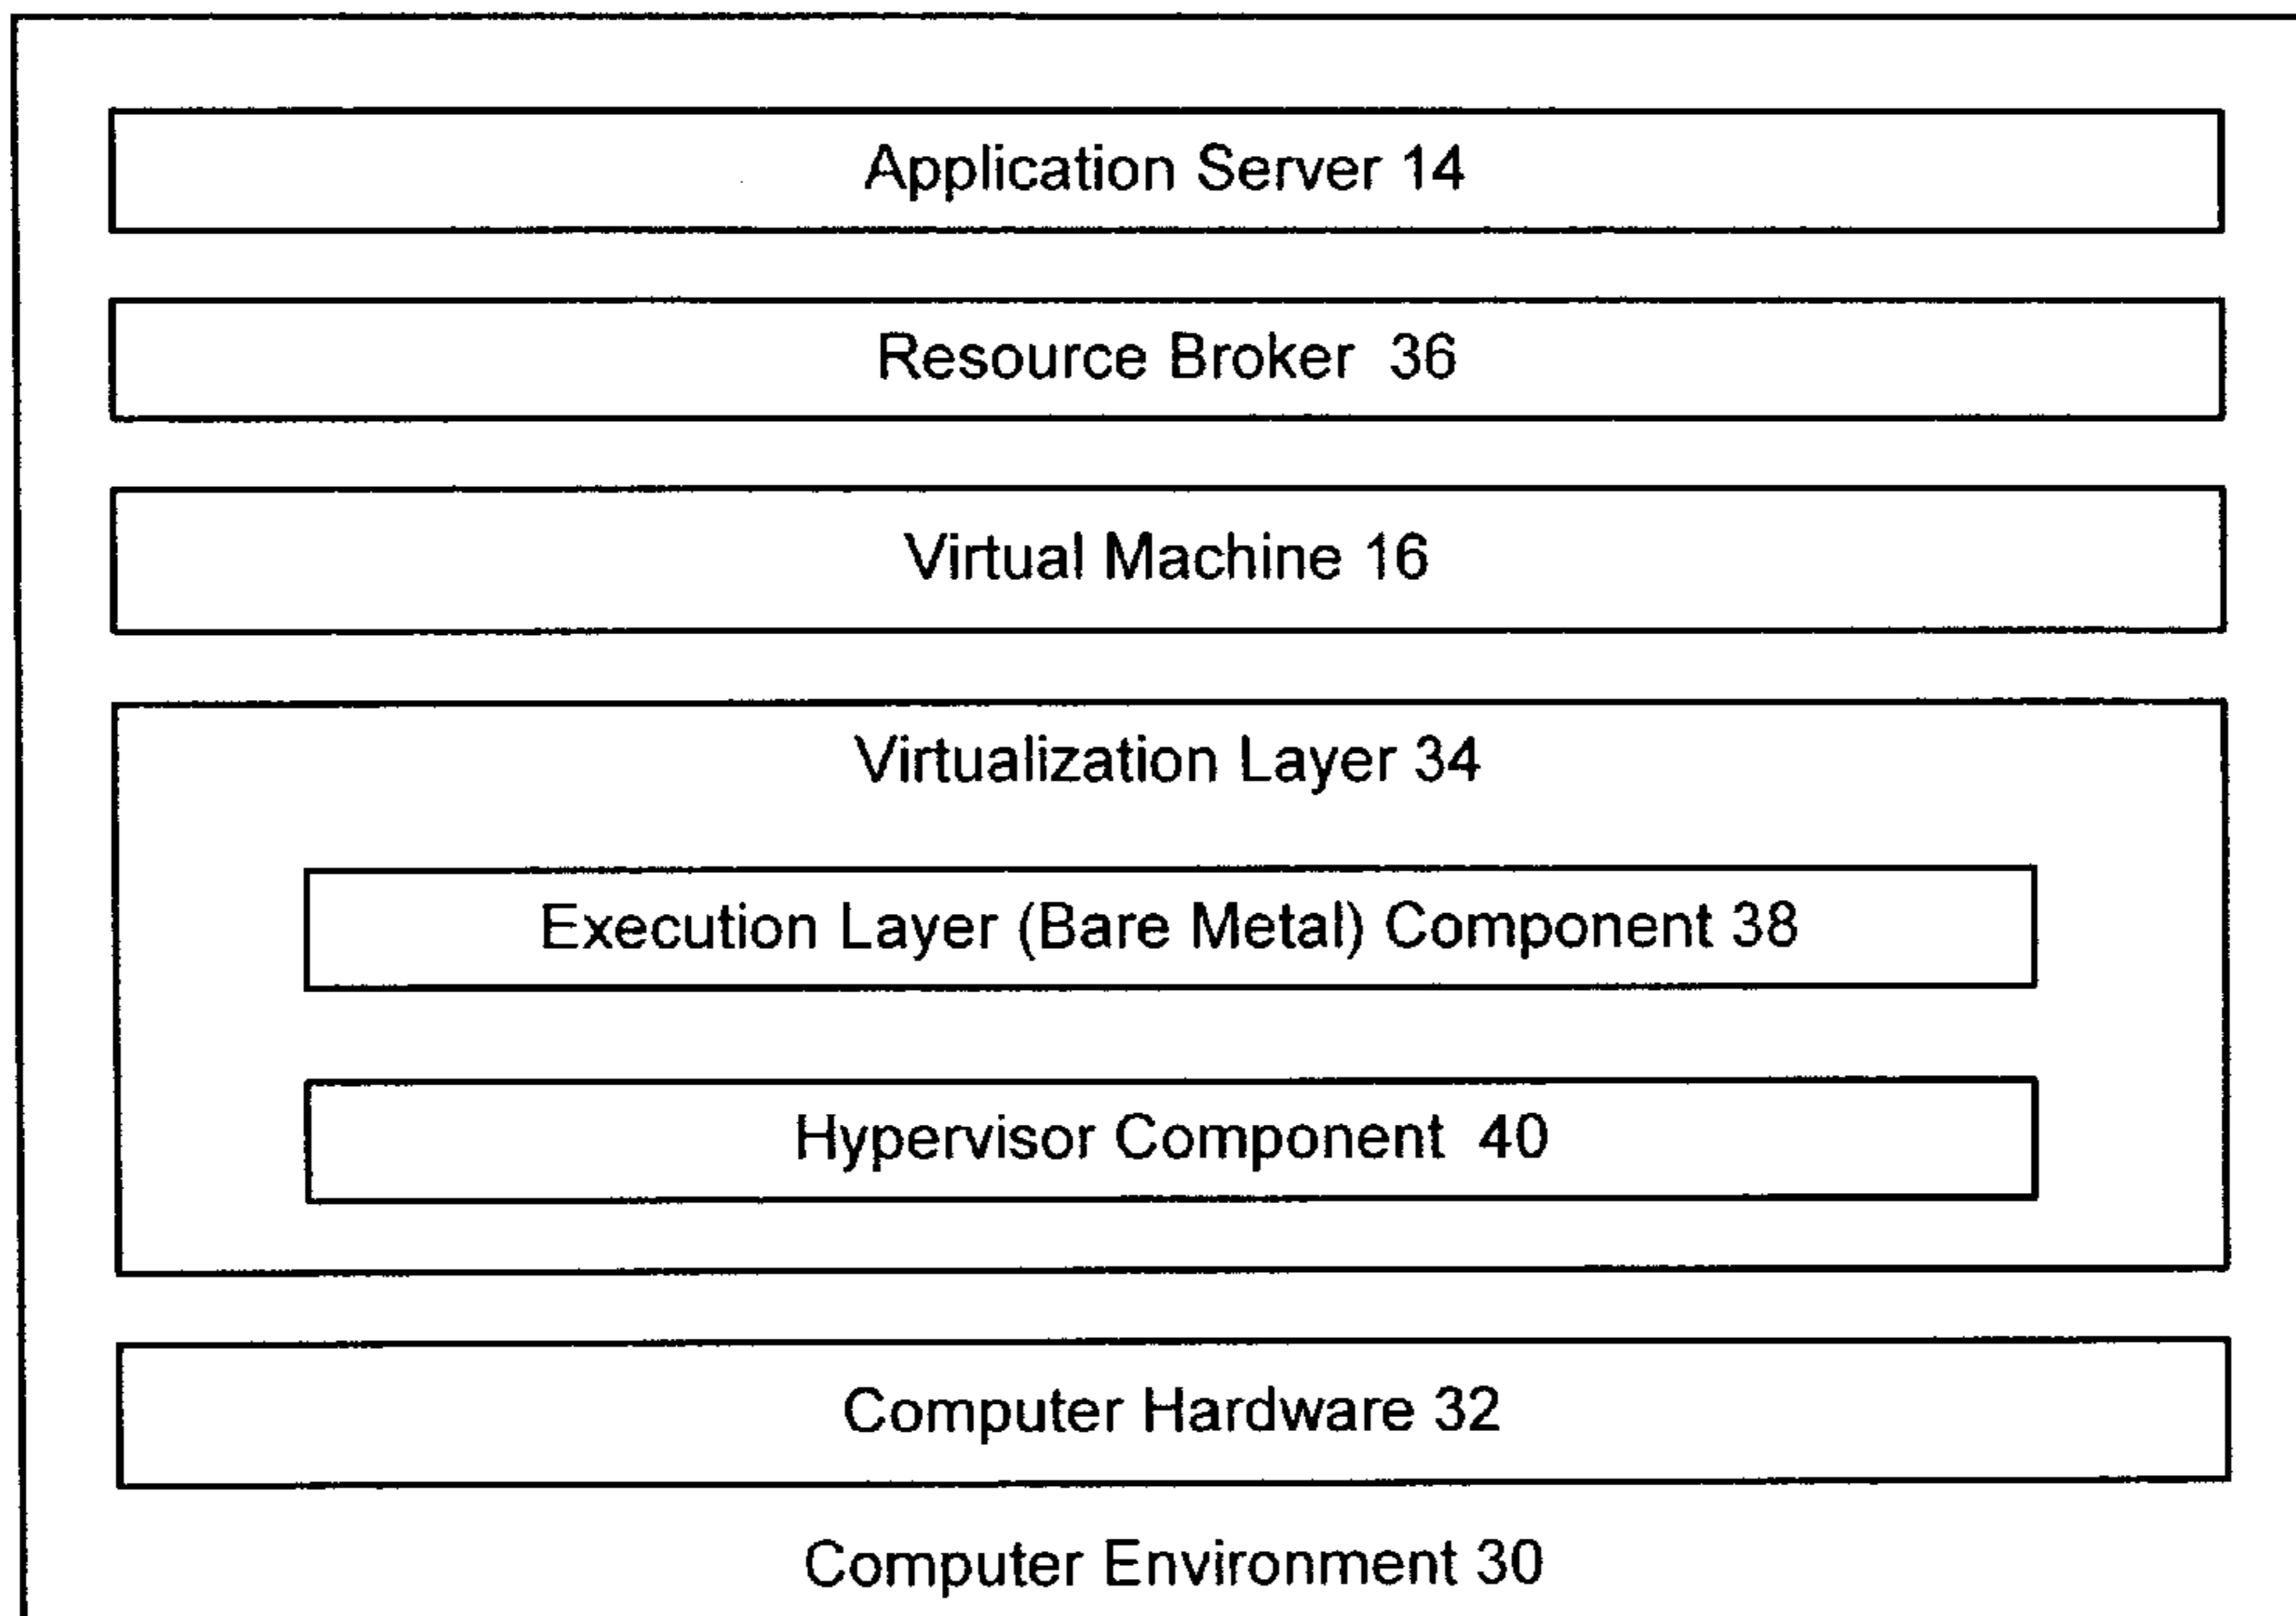 Application Server 14
Resource Broker 36
Virtual Machine 16
Virtualization Layer 34
Execution Layer (Bare Metal) Component 38
Hypervisor Component 40
Computer Hardware 32
Computer Environment 30